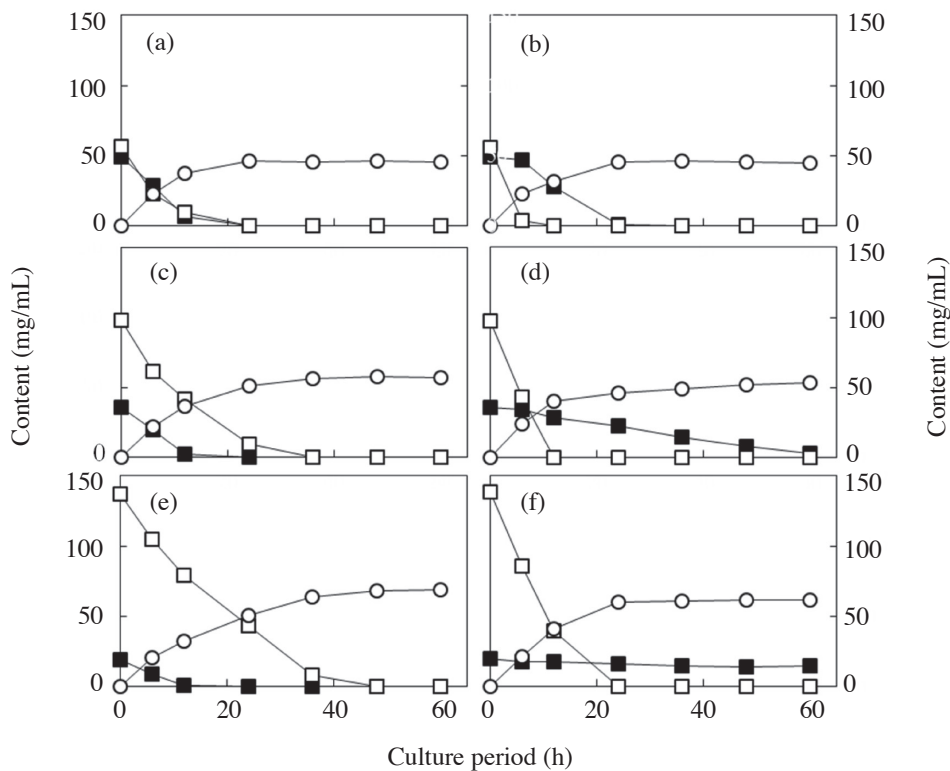 150 (a) (b) 150
100 100
50 50
0 0
(c) (d) 150
100
50
0 0
150 (e) (f) 150
100 100
50 50
0 0
0 20 40 60 0 20 40 60
Content (mg/mL)
Content (mg/mL)
Culture period (h)